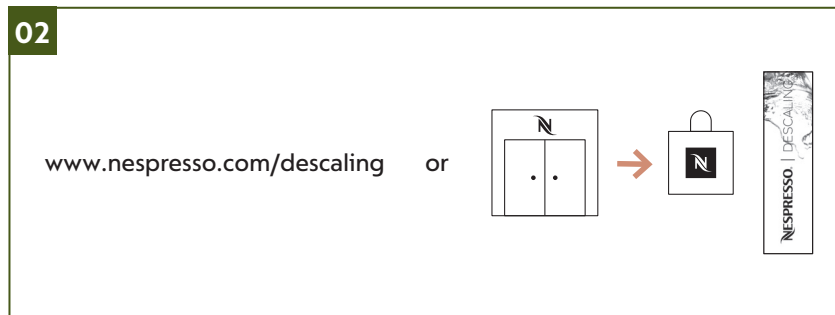 02
www.nespresso.com/descaling or
N
N
NESPRESSO. | DESCALING